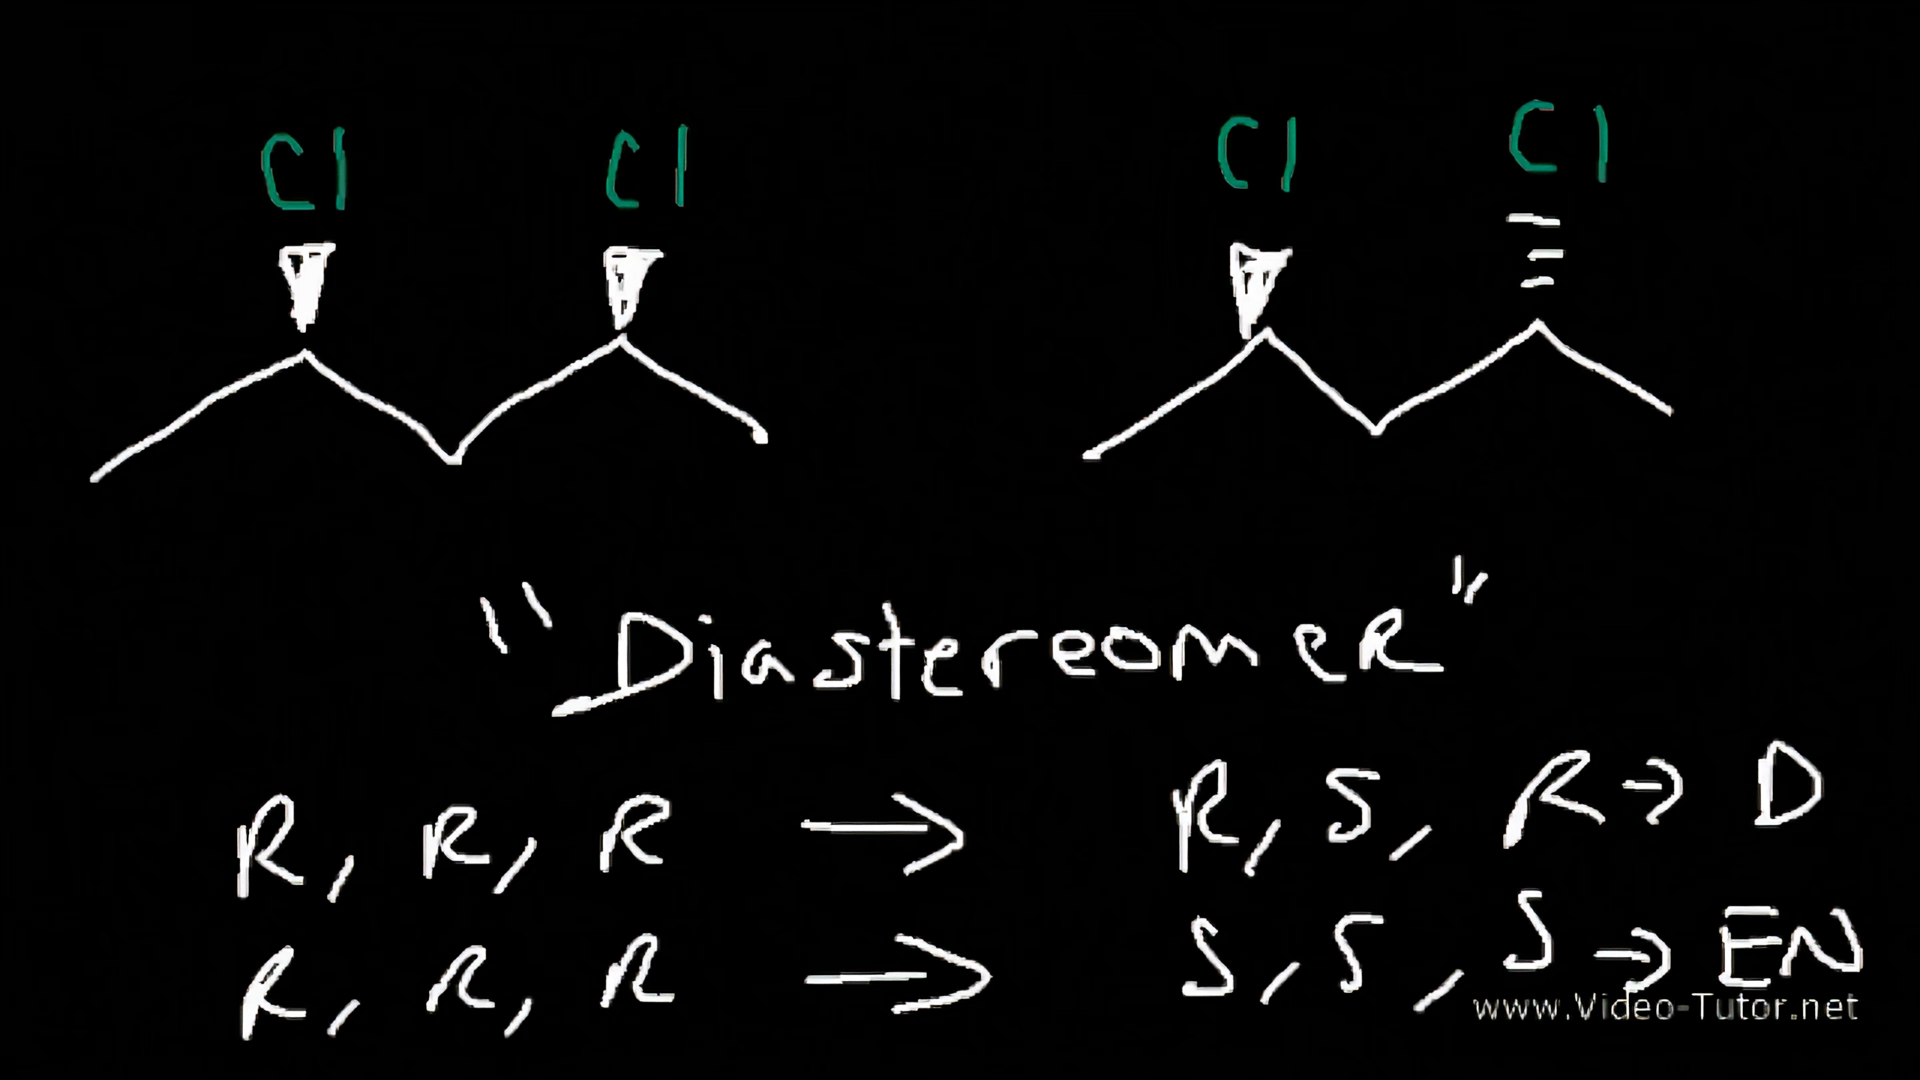 Cl Cl Cl Cl
"Diastereomer"
R, R, R → R, S, R → D
R, R, R → S, S, S → EN
www.Video-Tutor.net